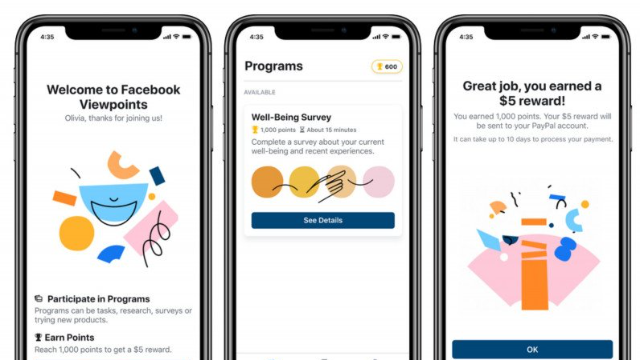 4:35
Welcome to Facebook
Viewpoints
Olivia, thanks for joining us!
Participate in Programs
Programs can be tasks, research, surveys or
trying new products.
Earn Points
Reach 1,000 points to get a $5 reward.
4:35
Programs
600
AVAILABLE
Well-Being Survey
1,000 points About 15 minutes
Complete a survey about your current
well-being and recent experiences.
See Details
4:35
Great job, you earned a
$5 reward!
You earned 1,000 points. Your $5 reward will
be sent to your PayPal account.
It can take up to 10 days to process your payment.
OK